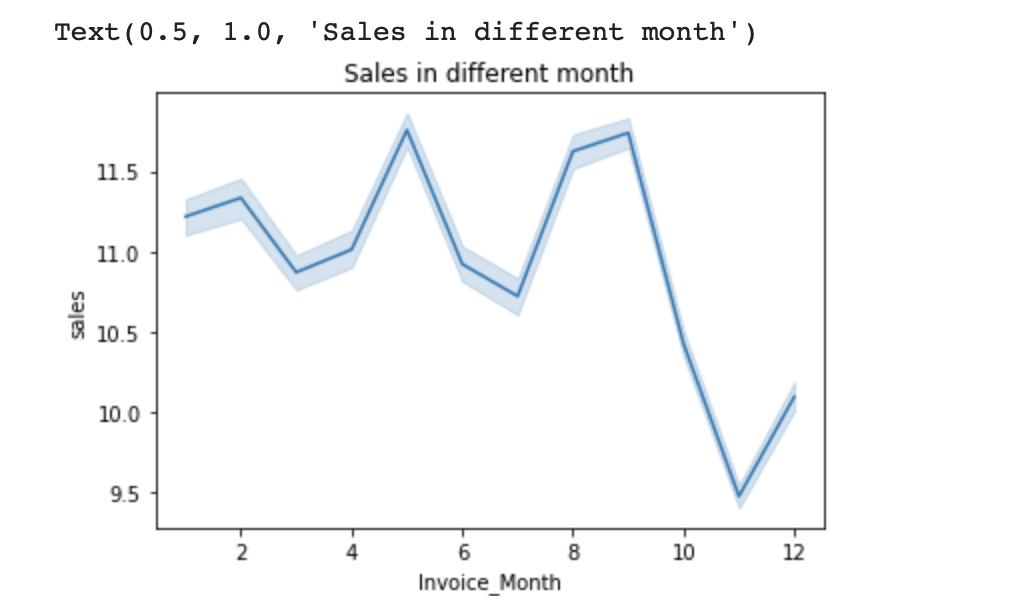 Text(0.5, 1.0, 'Sales in different month')
Sales in different month
11.5
11.0
10.5
10.0
9.5
sales
2 4 6 8 10 12
Invoice_Month